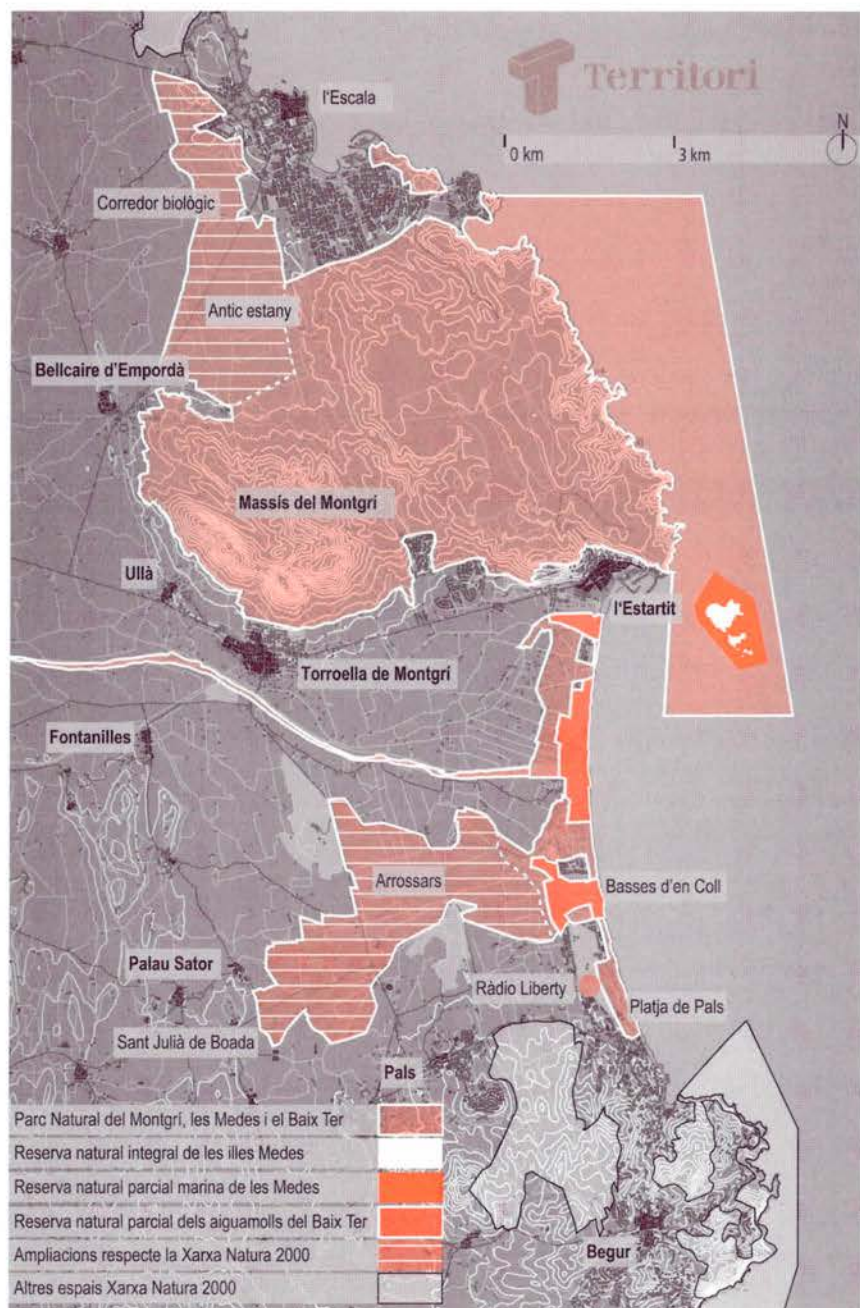 Territori
l'Escala
N
0 km
3 km
Corredor biològic
Antic estany
Bellcaire d'Empordà
Massís del Montgrí
Ullà
l'Estartit
Torroella de Montgrí
Fontanilles
Arrossars
Basses d'en Coll
Palau Sator
Ràdio Liberty
Platja de Pals
Sant Julià de Boada
Pals
Parc Natural del Montgrí, les Medes i el Baix Ter
Reserva natural integral de les illes Medes
Reserva natural parcial marina de les Medes
Reserva natural parcial dels aiguamolls del Baix Ter
Ampliacions respecte la Xarxa Natura 2000
Begur
Altres espais Xarxa Natura 2000